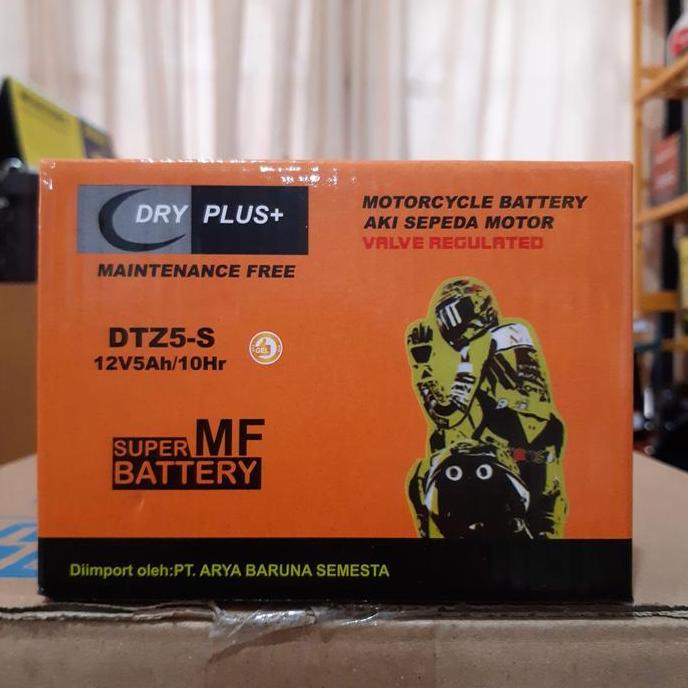 DRY PLUS+
MAINTENANCE FREE
MOTORCYCLE BATTERY
AKI SEPEDA MOTOR
VALVE REGULATED
DTZ5-S
12V5Ah/10Hr
GEL
SUPER MF
BATTERY
Diimport oleh:PT. ARYA BARUNA SEMESTA